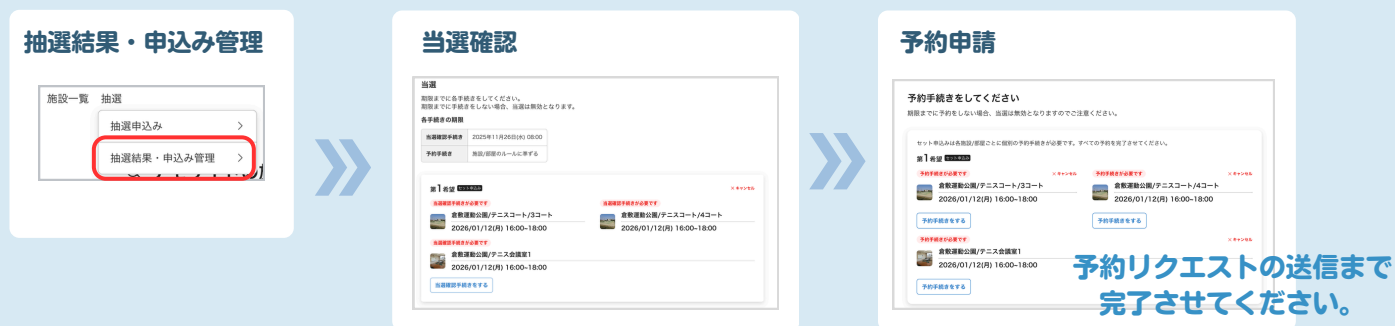 抽選結果・申込み管理
施設一覧 抽選
抽選申込み
抽選結果・申込み管理
当選確認
当選
期限までに各手続きをしてください。
期限までに手続きをしない場合、当選は無効となります。
各手続きの期限
当選確認手続き 2025年11月26日(水) 08:00
予約手続き 施設/部屋のルールに準ずる
第1希望 セット申込み × キャンセル
当選確認手続きが必要です 当選確認手続きが必要です
倉敷運動公園/テニスコート/3コート 倉敷運動公園/テニスコート/4コート
2026/01/12(月) 16:00~18:00 2026/01/12(月) 16:00~18:00
当選確認手続きが必要です
倉敷運動公園/テニス会議室1
2026/01/12(月) 16:00~18:00
当選確認手続きをする
予約申請
予約手続きをしてください
期限までに予約をしない場合、当選は無効となりますのでご注意ください。
セット申込みは各施設/部屋ごとに個別の予約手続きが必要です。すべての予約を完了させてください。
第1希望 セット申込み
予約手続きが必要です × キャンセル 予約手続きが必要です × キャンセル
倉敷運動公園/テニスコート/3コート 倉敷運動公園/テニスコート/4コート
2026/01/12(月) 16:00~18:00 2026/01/12(月) 16:00~18:00
予約手続きをする 予約手続きをする
予約手続きが必要です × キャンセル
倉敷運動公園/テニス会議室1
2026/01/12(月) 16:00~18:00
予約手続きをする
予約リクエストの送信まで
完了させてください。